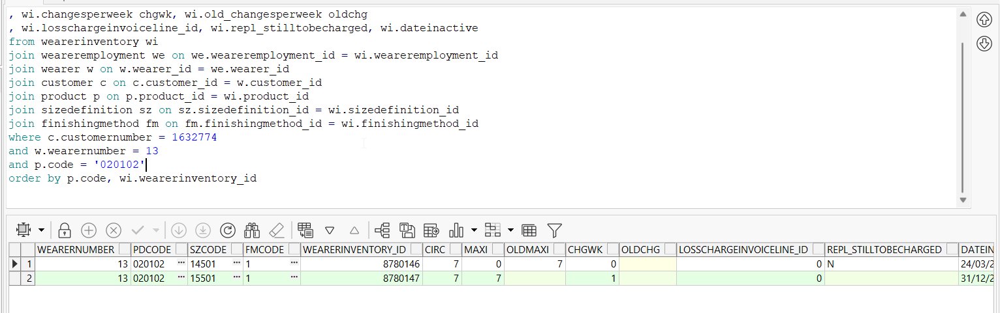 , wi.changesperweek chgwk, wi.old_changesperweek oldchg
, wi.losschargeinvoiceline_id, wi.repl_stilltobecharged, wi.dateinactive
from wearerinventory wi
join weareremployment we on we.weareremployment_id = wi.weareremployment_id
join wearer w on w.wearer_id = we.wearer_id
join customer c on c.customer_id = w.customer_id
join product p on p.product_id = wi.product_id
join sizedefinition sz on sz.sizedefinition_id = wi.sizedefinition_id
join finishingmethod fm on fm.finishingmethod_id = wi.finishingmethod_id
where c.customernumber = 1632774
and w.wearernumber = 13
and p.code = '020102'
order by p.code, wi.wearerinventory_id
WEARERNUMBER PDCODE SZCODE FMCODE WEARERINVENTORY_ID CIRC MAXI OLDMAXI CHGWK OLDCHG LOSSCHARGEINVOICELINE_ID REPL_STILLTOBECHARGED DATEIN
1 13 020102 ··· 14501 ··· 1 ··· 8780146 7 0 7 0 0 N 24/03/2
2 13 020102 ··· 15501 ··· 1 ··· 8780147 7 7 1 0 31/12/2